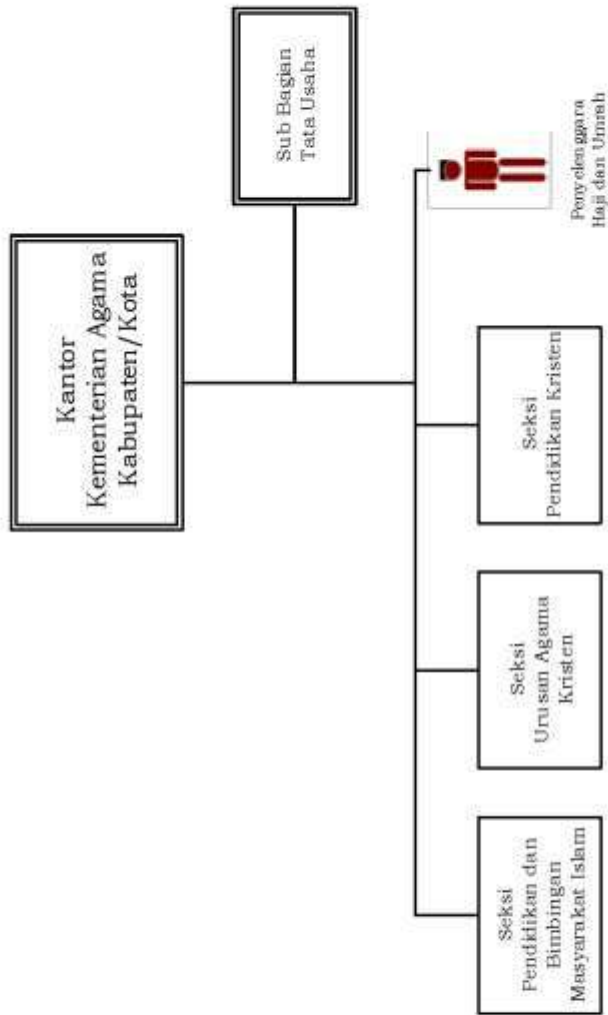 Kantor
Kementerian Agama
Kabupaten/Kota
Sub Bagian
Tata Usaha
Seksi
Pendidikan dan
Bimbingan
Masyarakat Islam
Seksi
Urusan Agama
Kristen
Seksi
Pendidikan Kristen
Penyelenggara
Haji dan Umrah